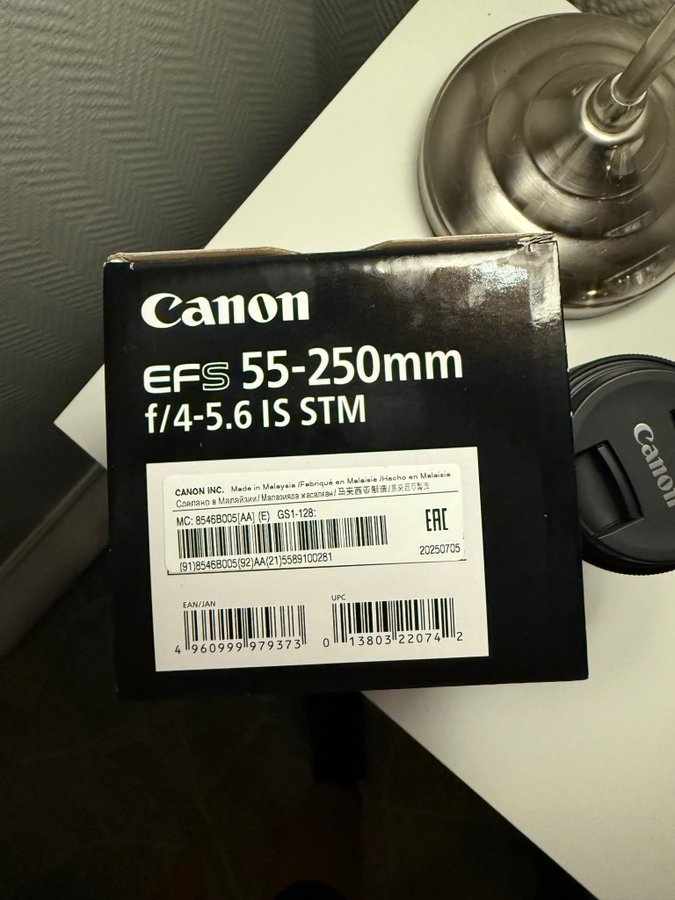 Canon
EFS 55-250mm
f/4-5.6 IS STM
CANON INC. Made in Malaysia /Fabriqué en Malaisie /Hecho en Malasia
Сделано в Малайзии/ Малайзияда жасалған/ 马来西亚制造/馬來西亞製造
MC: 8546B005[AA] (E) GS1-128:
EAC
(91)8546B005(92)AA(21)5589100281
20250705
EAN/JAN
UPC
4 960999 979373
0 13803 22074 2
Canon